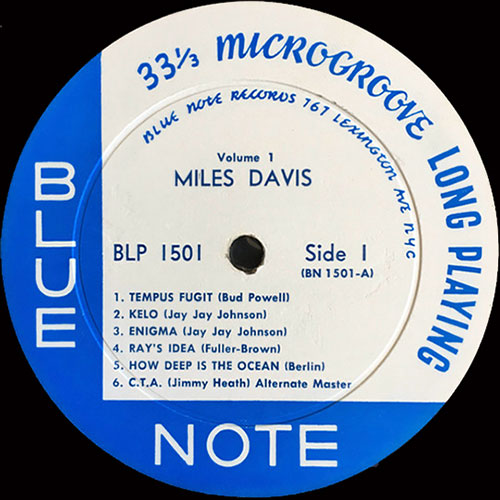 33⅓ MICROGROOVE LONG PLAYING
BLUE NOTE RECORDS 767 LEXINGTON AVE NYC
Volume 1
MILES DAVIS
BLP 1501
Side 1
(BN 1501-A)
1. TEMPUS FUGIT (Bud Powell)
2. KELO (Jay Jay Johnson)
3. ENIGMA (Jay Jay Johnson)
4. RAY'S IDEA (Fuller-Brown)
5. HOW DEEP IS THE OCEAN (Berlin)
6. C.T.A. (Jimmy Heath) Alternate Master
BLUE
NOTE